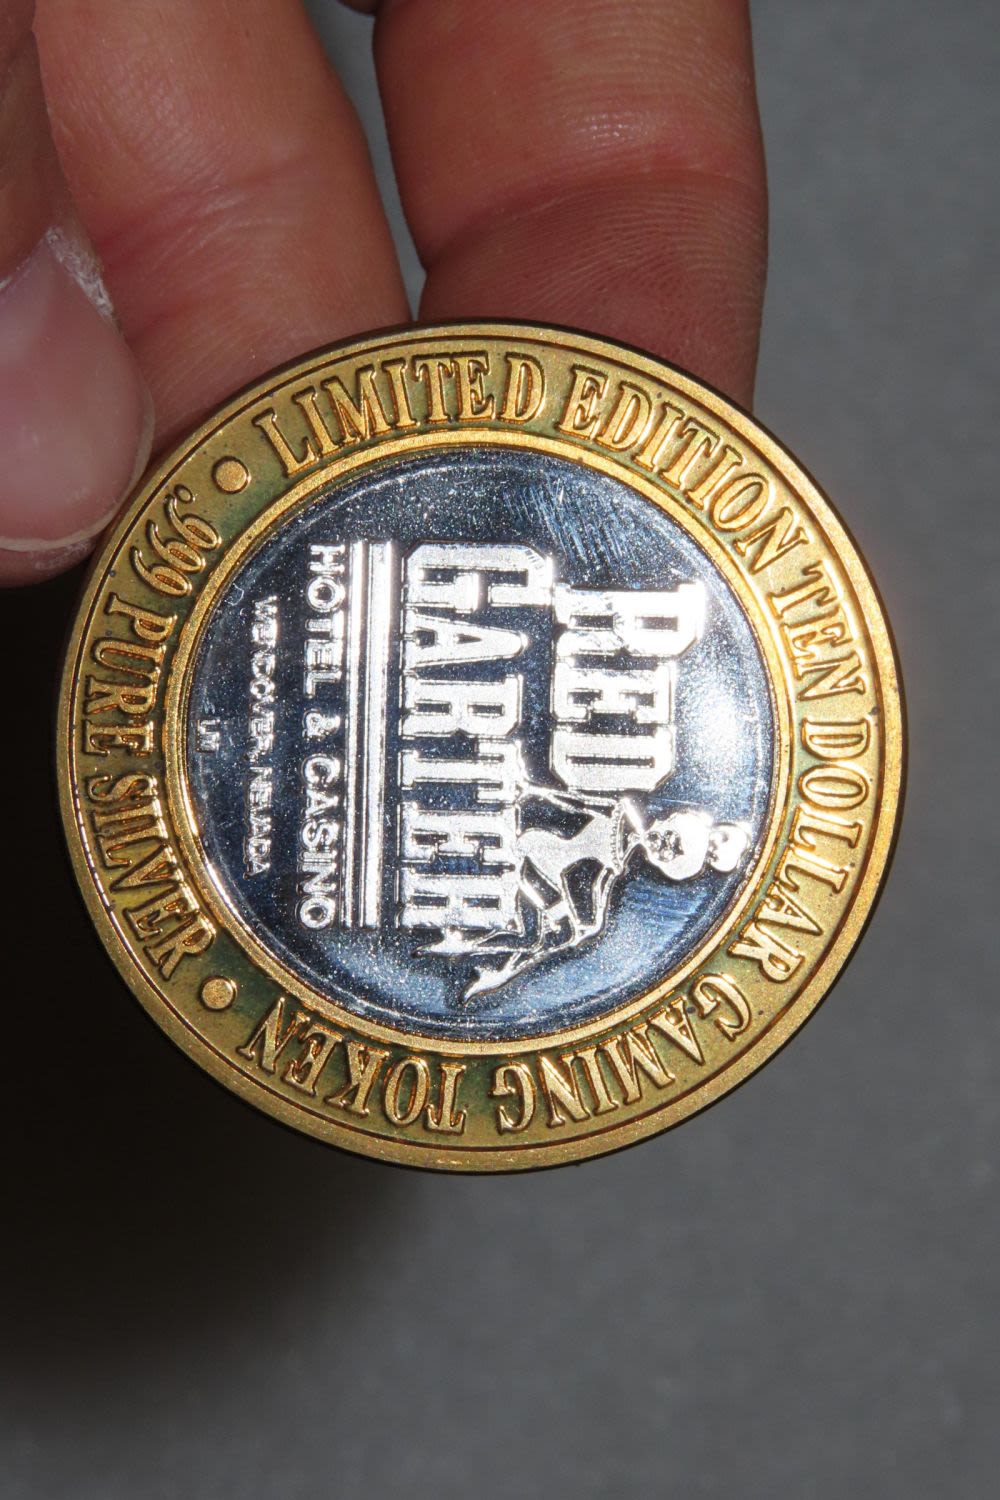 LIMITED EDITION TEN DOLLAR GAMING TOKEN
• .999 PURE SILVER •
RED
GARTER
HOTEL & CASINO
WENDOVER, NEVADA